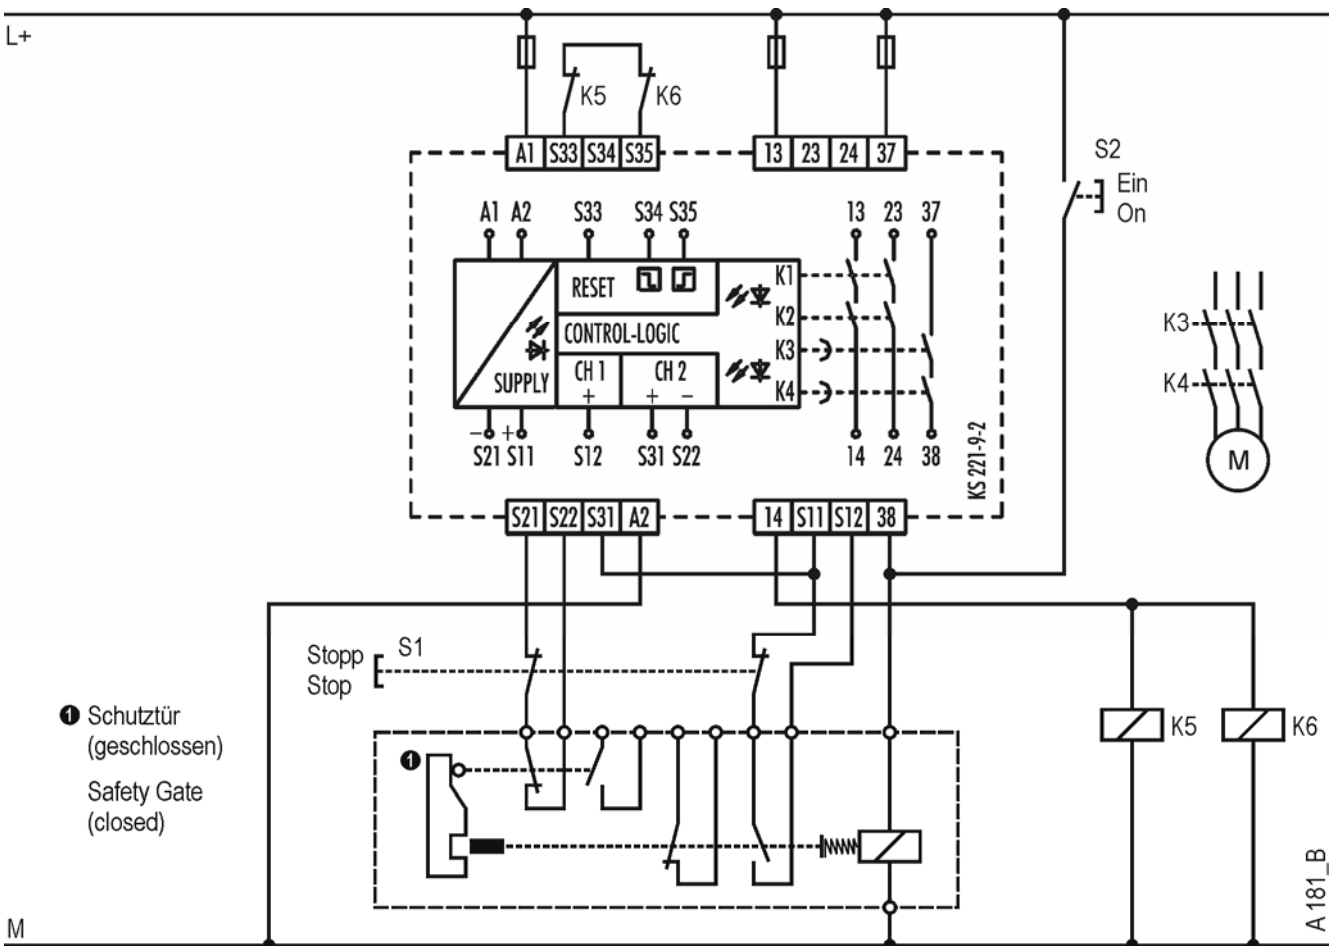 L+
K5
K6
A1 S33 S34 S35
13 23 24 37
S2
Ein
On
A1 A2 S33 S34 S35 13 23 37
RESET
K1
K2
CONTROL-LOGIC
K3
K4
SUPPLY
CH 1
+
CH 2
+ −
− +
S21 S11 S12 S31 S22 14 24 38
KS 221-9-2
K3
K4
M
S21 S22 S31 A2
14 S11 S12 38
Stopp
Stop
S1
1 Schutztür
(geschlossen)
Safety Gate
(closed)
1
K5
K6
A181_B
M